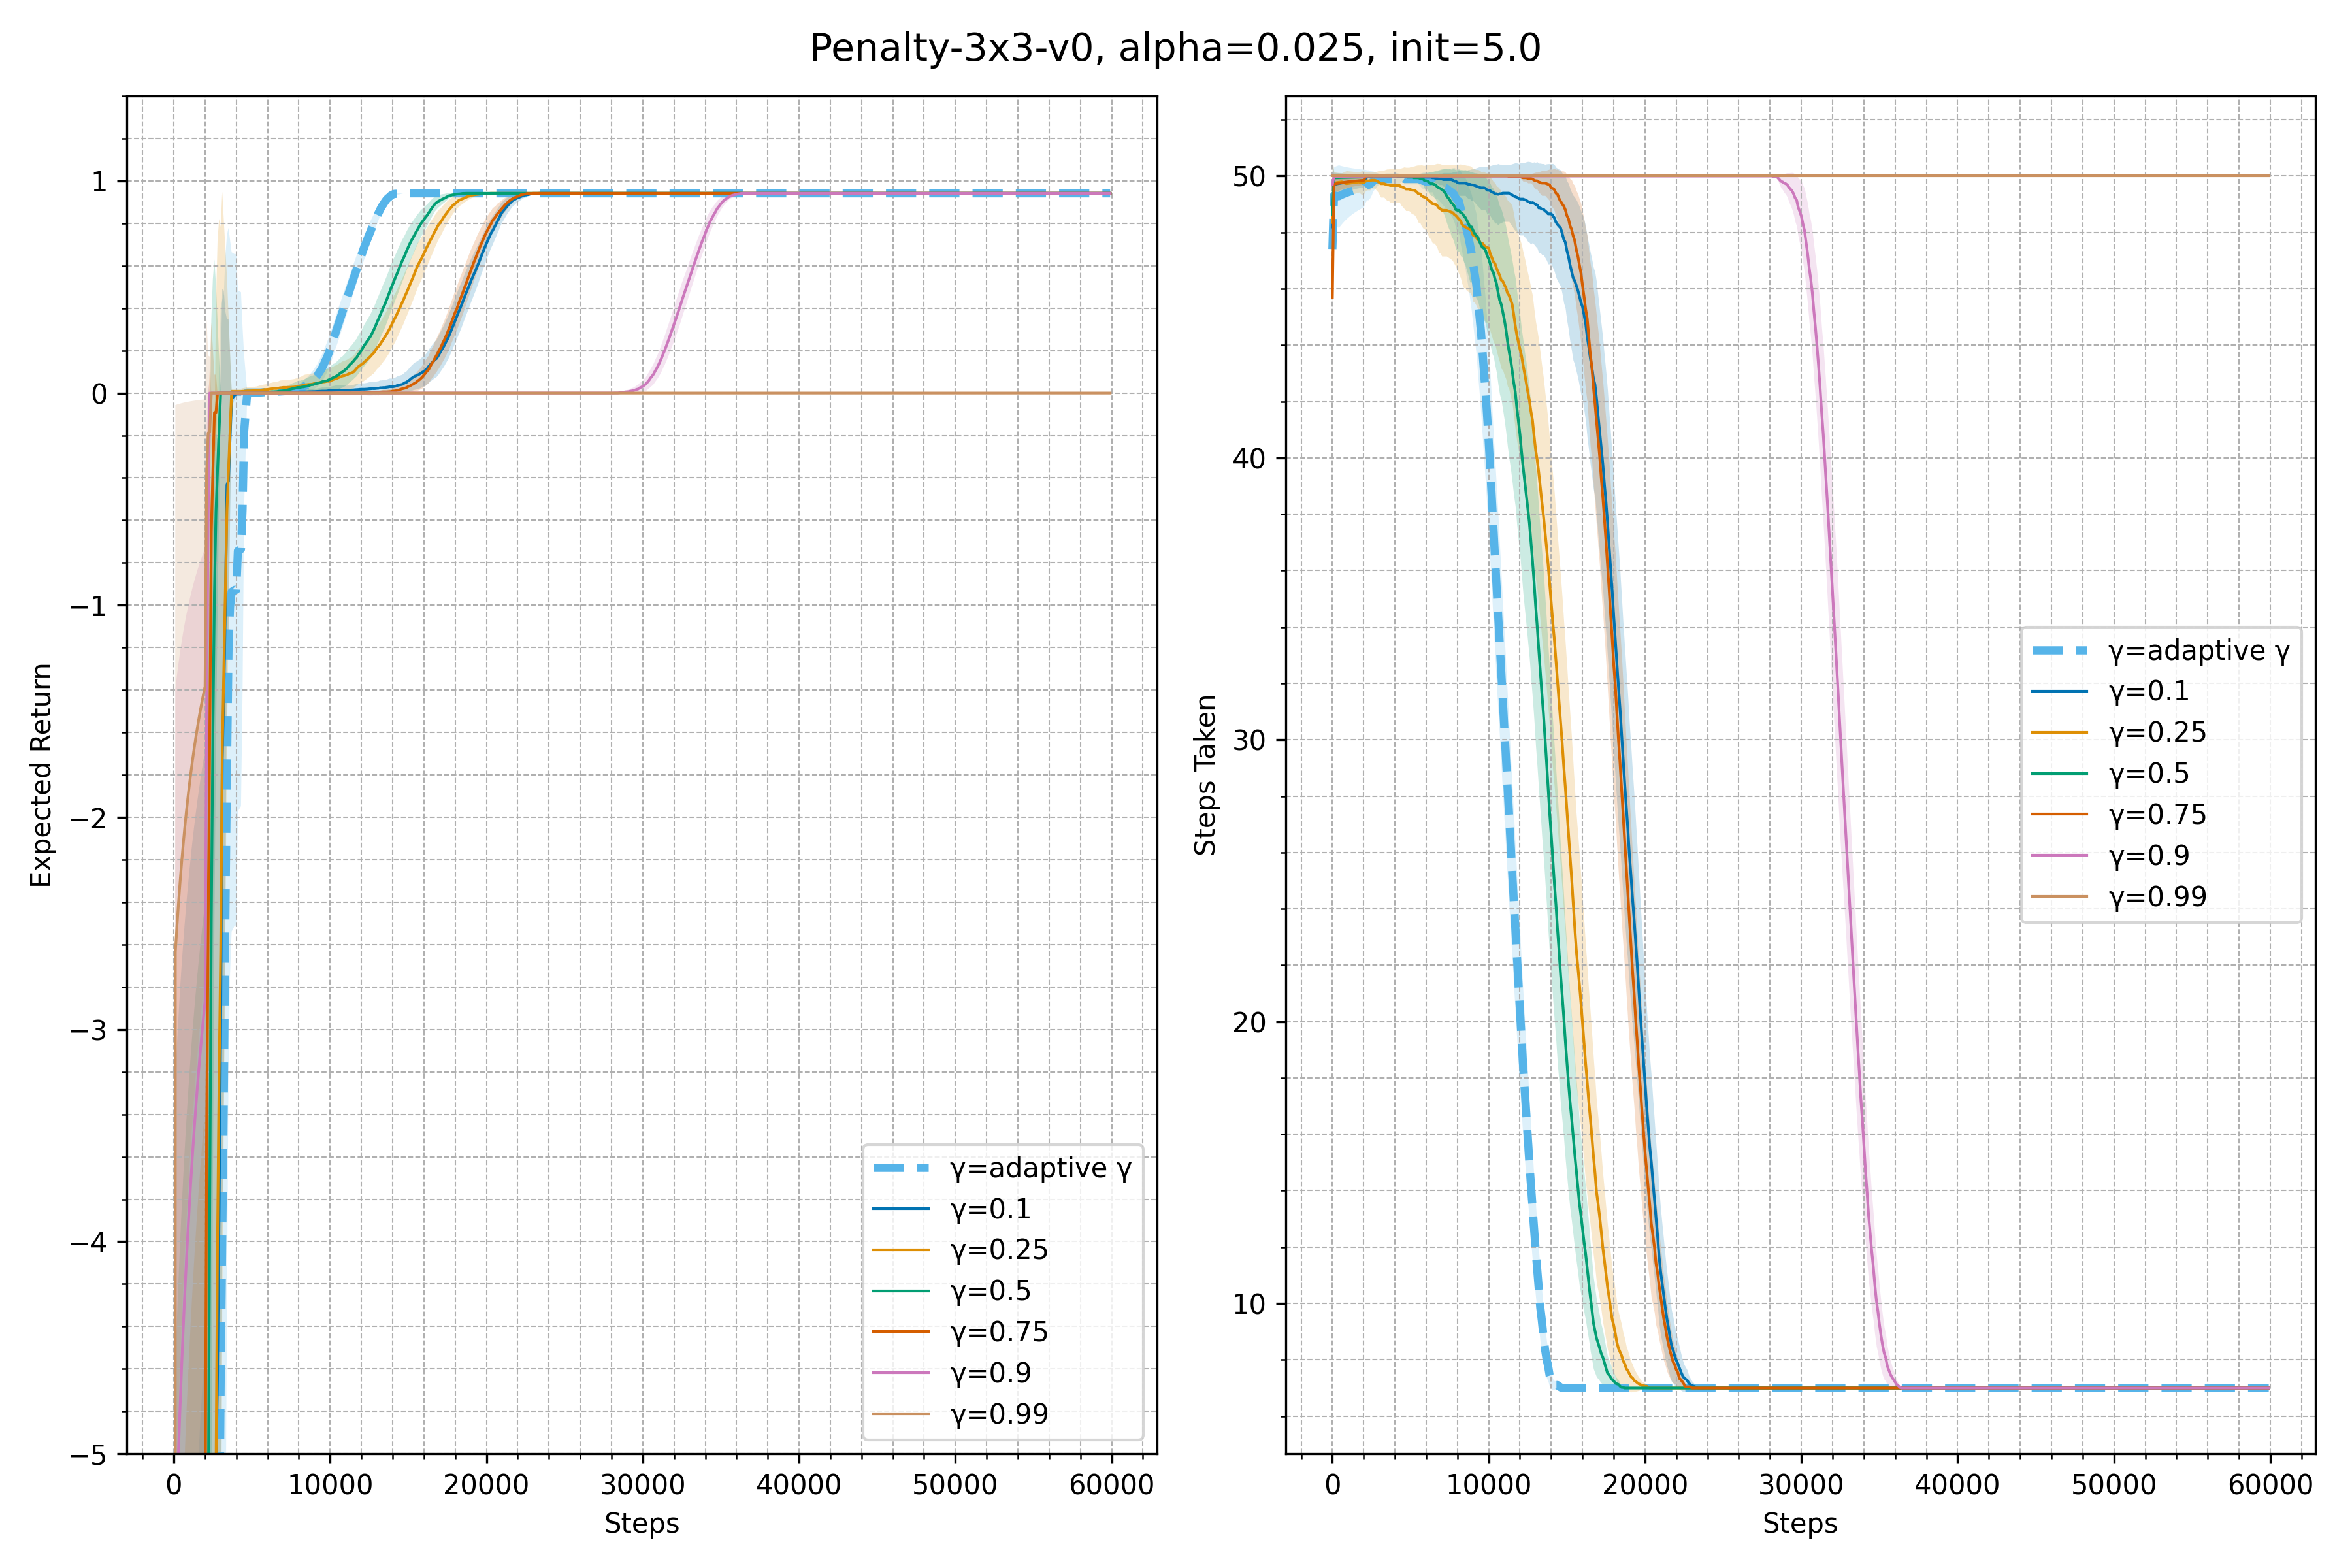 Penalty-3x3-v0, alpha=0.025, init=5.0
Expected Return
1
0
−1
−2
−3
−4
−5
0
10000
20000
30000
40000
50000
60000
Steps
γ=adaptive γ
γ=0.1
γ=0.25
γ=0.5
γ=0.75
γ=0.9
γ=0.99
Steps Taken
50
40
30
20
10
0
10000
20000
30000
40000
50000
60000
Steps
γ=adaptive γ
γ=0.1
γ=0.25
γ=0.5
γ=0.75
γ=0.9
γ=0.99